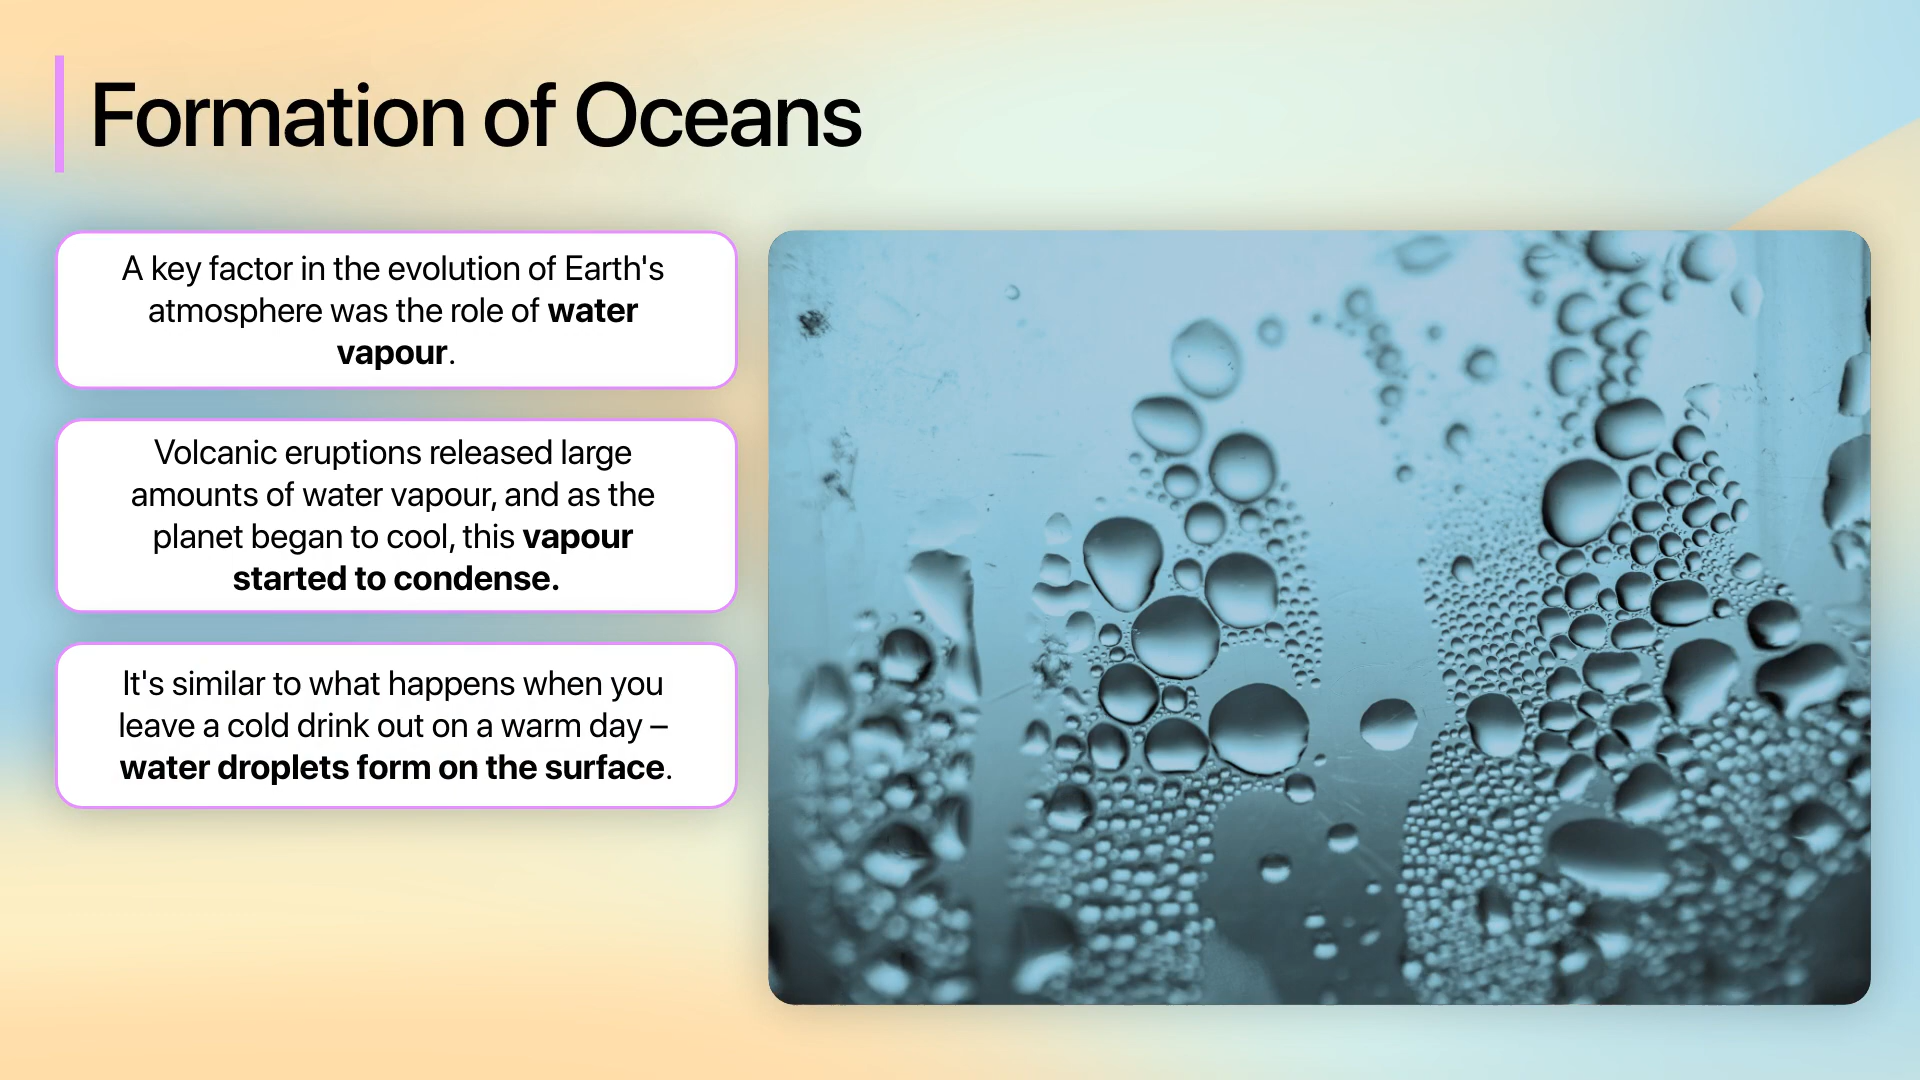 Formation of Oceans
A key factor in the evolution of Earth's
atmosphere was the role of water
vapour.
Volcanic eruptions released large
amounts of water vapour, and as the
planet began to cool, this vapour
started to condense.
It's similar to what happens when you
leave a cold drink out on a warm day –
water droplets form on the surface.